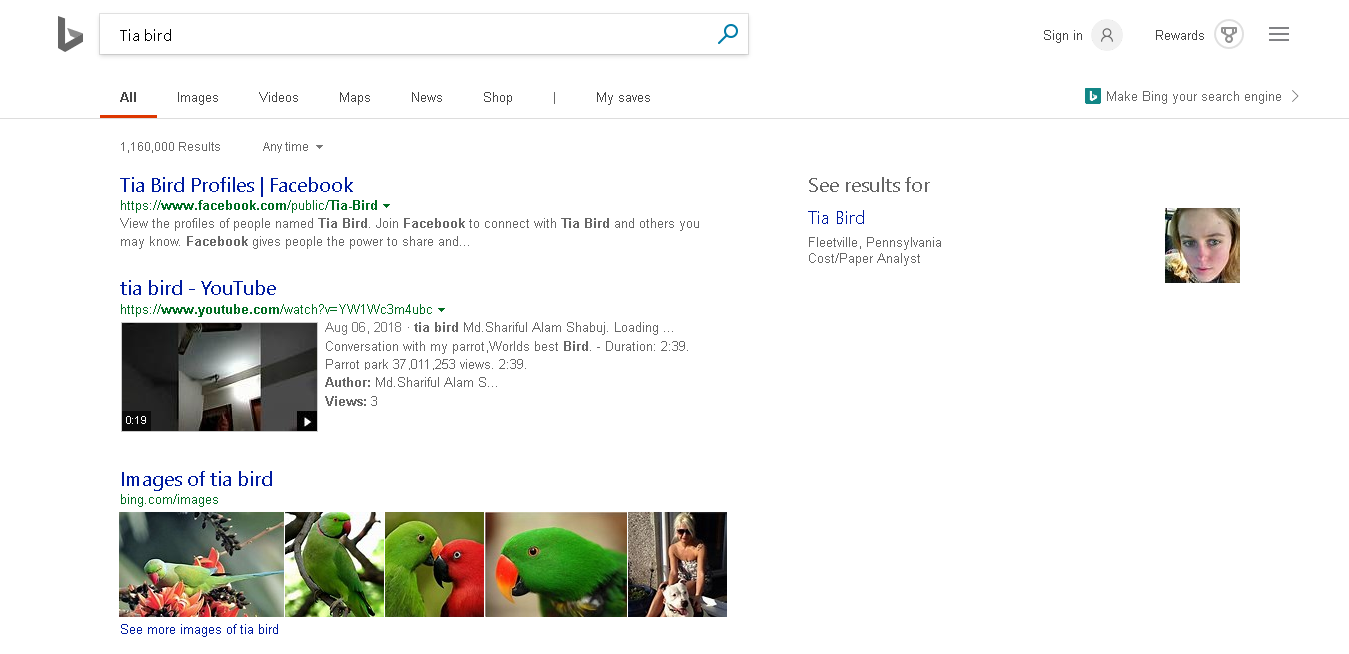 Tia bird
Sign in
Rewards
All
Images
Videos
Maps
News
Shop
|
My saves
Make Bing your search engine
1,160,000 Results
Any time
Tia Bird Profiles | Facebook
https://www.facebook.com/public/Tia-Bird
View the profiles of people named Tia Bird. Join Facebook to connect with Tia Bird and others you
may know. Facebook gives people the power to share and...
tia bird - YouTube
https://www.youtube.com/watch?v=YW1Wc3m4ubc
0:19
Aug 06, 2018 · tia bird Md.Shariful Alam Shabuj. Loading ...
Conversation with my parrot,Worlds best Bird. - Duration: 2:39.
Parrot park 37,011,253 views. 2:39.
Author: Md.Shariful Alam S...
Views: 3
Images of tia bird
bing.com/images
See more images of tia bird
See results for
Tia Bird
Fleetville, Pennsylvania
Cost/Paper Analyst